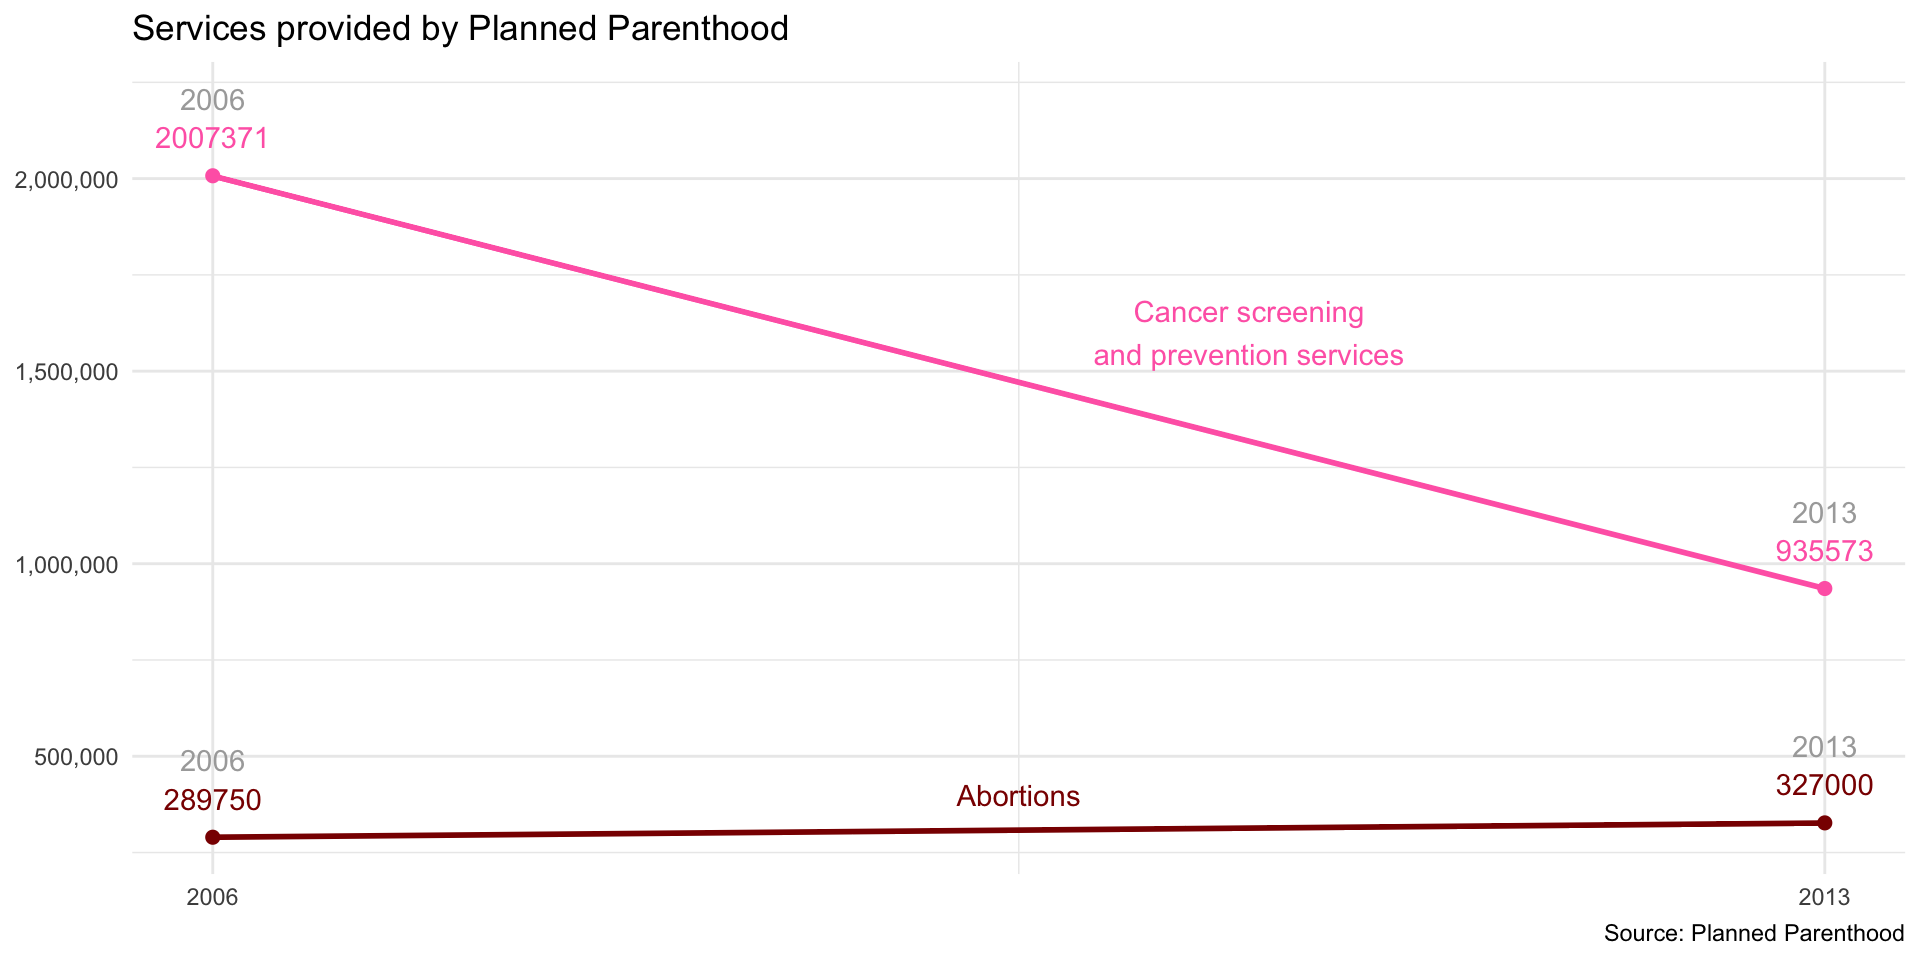 Services provided by Planned Parenthood
2006
2007371
2,000,000
Cancer screening
and prevention services
1,500,000
2013
935573
1,000,000
500,000
2006
289750
Abortions
2013
327000
2006
2013
Source: Planned Parenthood